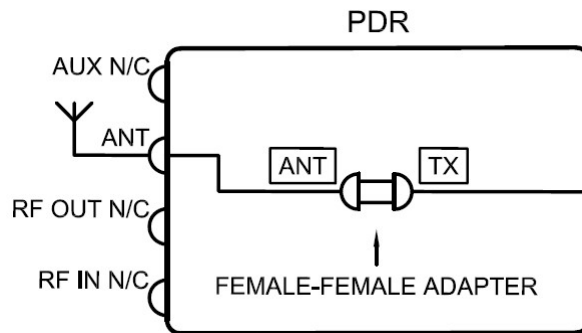 PDR
AUX N/C
ANT
ANT
TX
RF OUT N/C
RF IN N/C
FEMALE-FEMALE ADAPTER